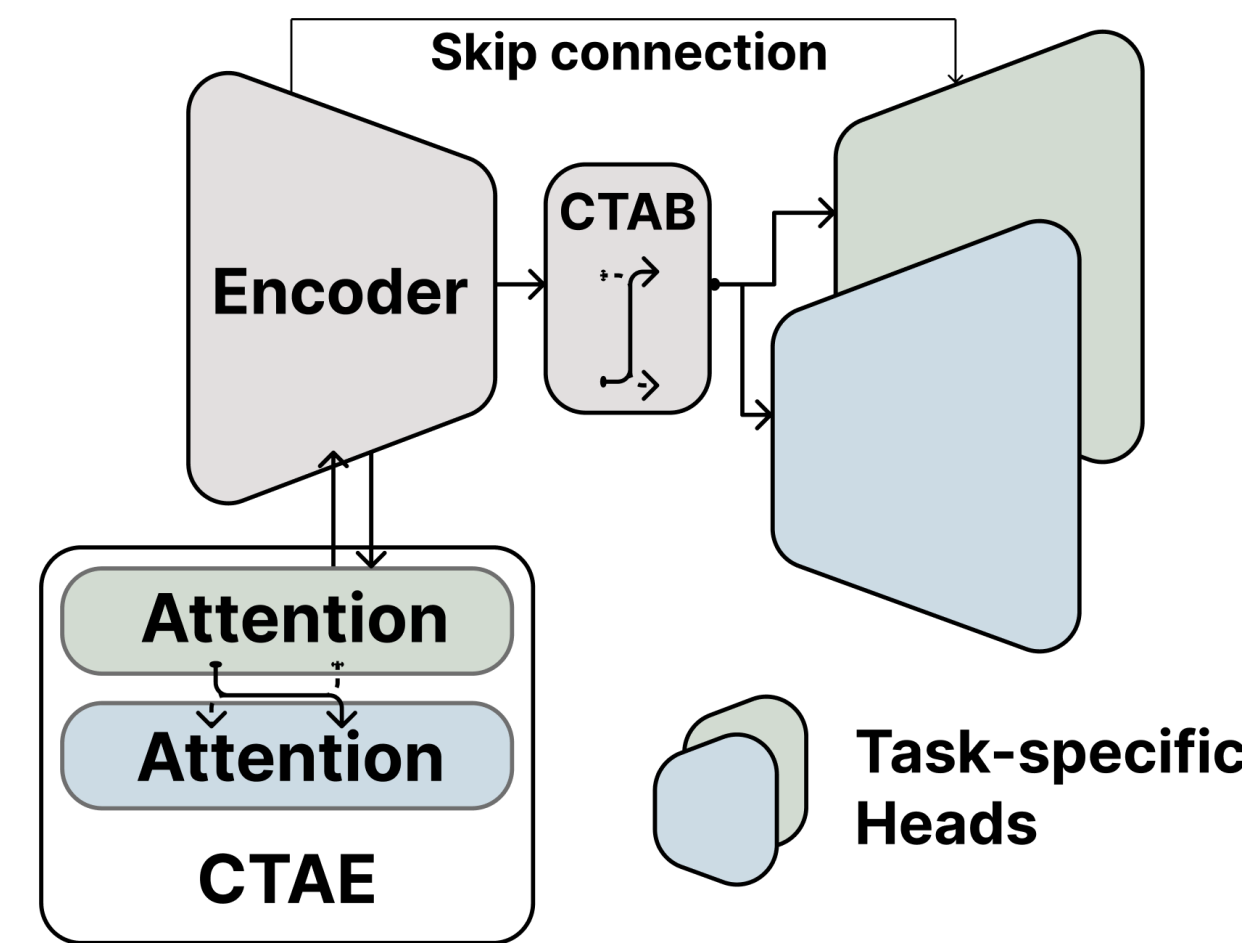 Skip connection
CTAB
Encoder
Attention
Attention
CTAE
Task-specific
Heads